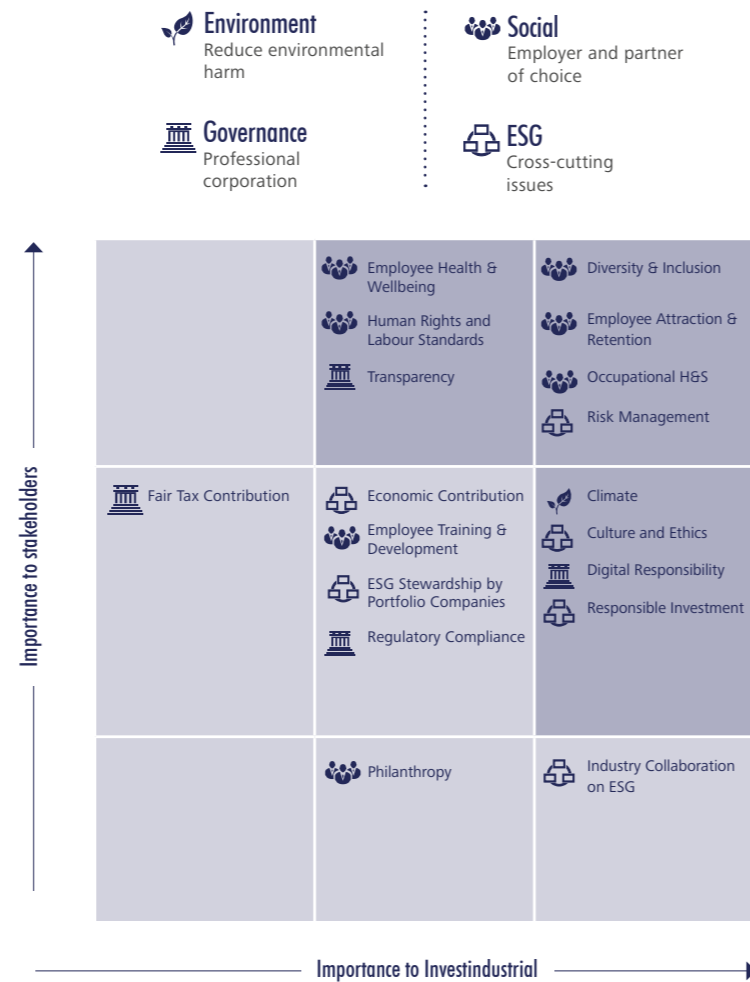 Environment
Reduce environmental
harm
Social
Employer and partner
of choice
Governance
Professional
corporation
ESG
Cross-cutting
issues
Importance to stakeholders
Employee Health &
Wellbeing
Human Rights and
Labour Standards
Transparency
Diversity & Inclusion
Employee Attraction &
Retention
Occupational H&S
Risk Management
Fair Tax Contribution
Economic Contribution
Employee Training &
Development
ESG Stewardship by
Portfolio Companies
Regulatory Compliance
Climate
Culture and Ethics
Digital Responsibility
Responsible Investment
Philanthropy
Industry Collaboration
on ESG
Importance to Investindustrial